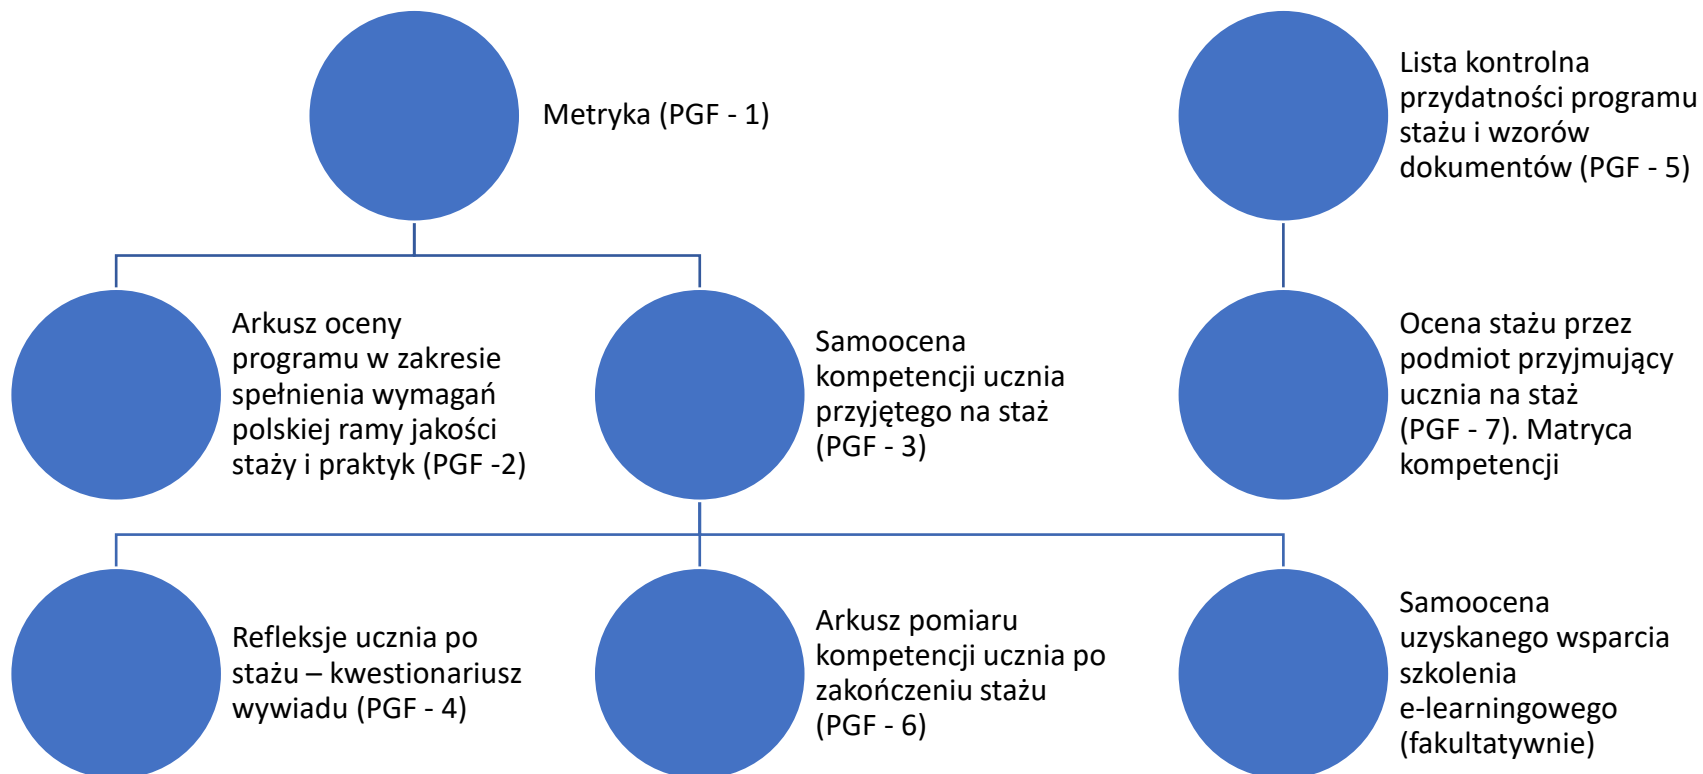 Metryka (PGF - 1)
Lista kontrolna
przydatności programu
stażu i wzorów
dokumentów (PGF - 5)
Arkusz oceny
programu w zakresie
spełnienia wymagań
polskiej ramy jakości
staży i praktyk (PGF -2)
Samoocena
kompetencji ucznia
przyjętego na staż
(PGF - 3)
Ocena stażu przez
podmiot przyjmujący
ucznia na staż
(PGF - 7). Matryca
kompetencji
Refleksje ucznia po
stażu – kwestionariusz
wywiadu (PGF - 4)
Arkusz pomiaru
kompetencji ucznia po
zakończeniu stażu
(PGF - 6)
Samoocena
uzyskanego wsparcia
szkolenia
e-learningowego
(fakultatywnie)